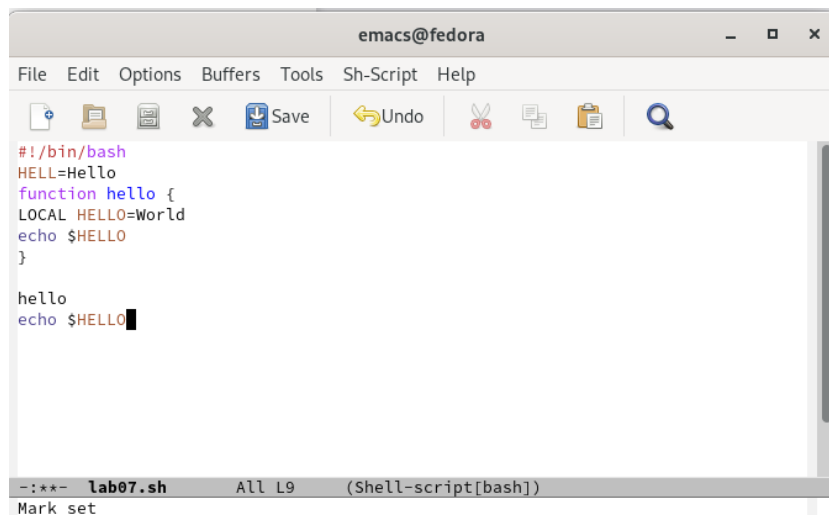 emacs@fedora
File Edit Options Buffers Tools Sh-Script Help
Save Undo
#!/bin/bash
HELL=Hello
function hello {
LOCAL HELLO=World
echo $HELLO
}
hello
echo $HELLO
-:**- lab07.sh All L9 (Shell-script[bash])
Mark set